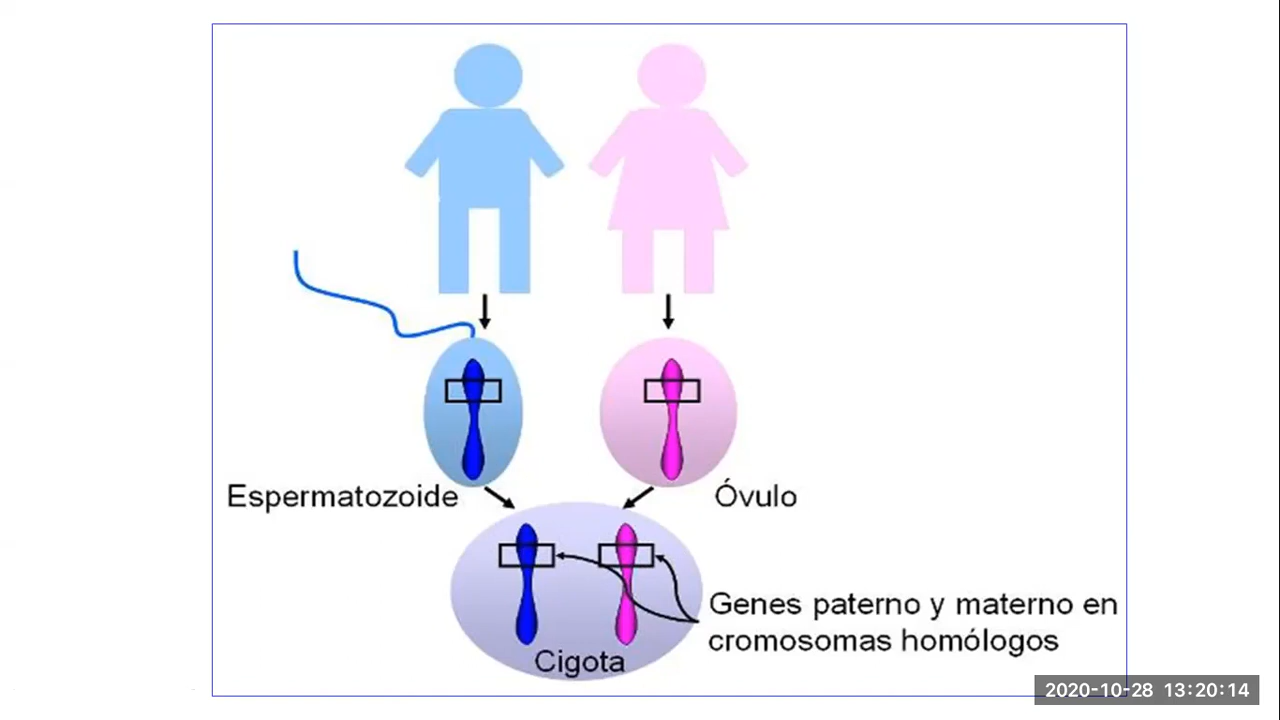 Espermatozoide
Óvulo
Genes paterno y materno en
cromosomas homólogos
Cigota
2020-10-28 13:20:14